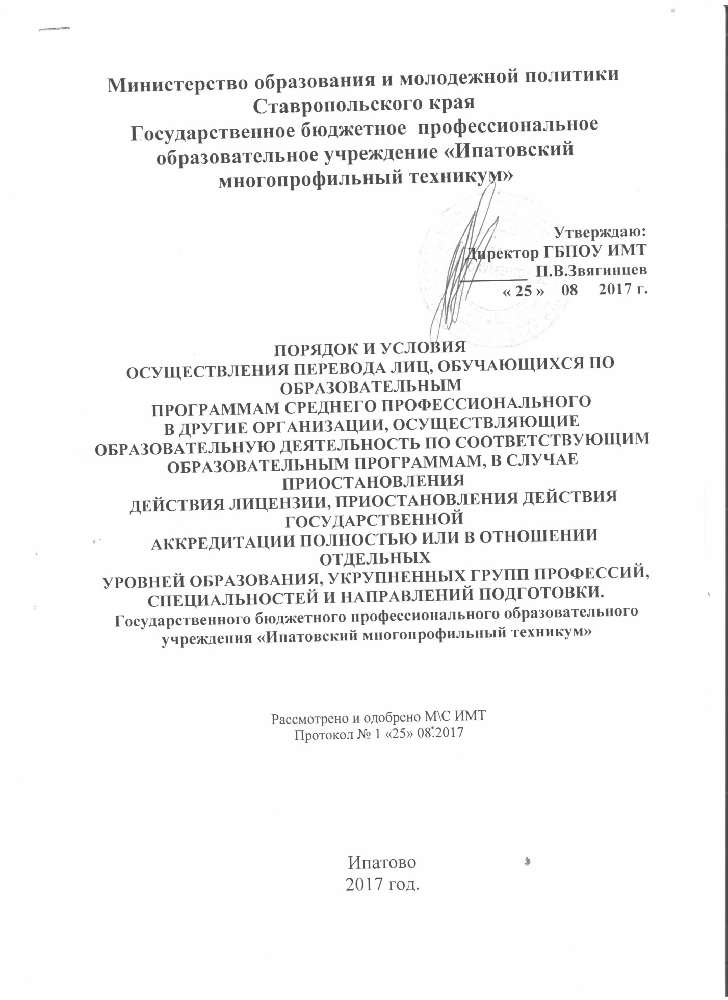 Министерство образования и молодежной политики
Ставропольского края
Государственное бюджетное профессиональное
образовательное учреждение «Ипатовский
многопрофильный техникум»
Утверждаю:
Директор ГБПОУ ИМТ
________ П.В.Звягинцев
« 25 » 08 2017 г.
ДОКУМЕНТОВ
ПОРЯДОК И УСЛОВИЯ
ОСУЩЕСТВЛЕНИЯ ПЕРЕВОДА ЛИЦ, ОБУЧАЮЩИХСЯ ПО
ОБРАЗОВАТЕЛЬНЫМ
ПРОГРАММАМ СРЕДНЕГО ПРОФЕССИОНАЛЬНОГО
В ДРУГИЕ ОРГАНИЗАЦИИ, ОСУЩЕСТВЛЯЮЩИЕ
ОБРАЗОВАТЕЛЬНУЮ ДЕЯТЕЛЬНОСТЬ ПО СООТВЕТСТВУЮЩИМ
ОБРАЗОВАТЕЛЬНЫМ ПРОГРАММАМ, В СЛУЧАЕ
ПРИОСТАНОВЛЕНИЯ
ДЕЙСТВИЯ ЛИЦЕНЗИИ, ПРИОСТАНОВЛЕНИЯ ДЕЙСТВИЯ
ГОСУДАРСТВЕННОЙ
АККРЕДИТАЦИИ ПОЛНОСТЬЮ ИЛИ В ОТНОШЕНИИ
ОТДЕЛЬНЫХ
УРОВНЕЙ ОБРАЗОВАНИЯ, УКРУПНЕННЫХ ГРУПП ПРОФЕССИЙ,
СПЕЦИАЛЬНОСТЕЙ И НАПРАВЛЕНИЙ ПОДГОТОВКИ.
Государственного бюджетного профессионального образовательного
учреждения «Ипатовский многопрофильный техникум»
Рассмотрено и одобрено М\С ИМТ
Протокол № 1 «25» 08.2017
Ипатово
2017 год.